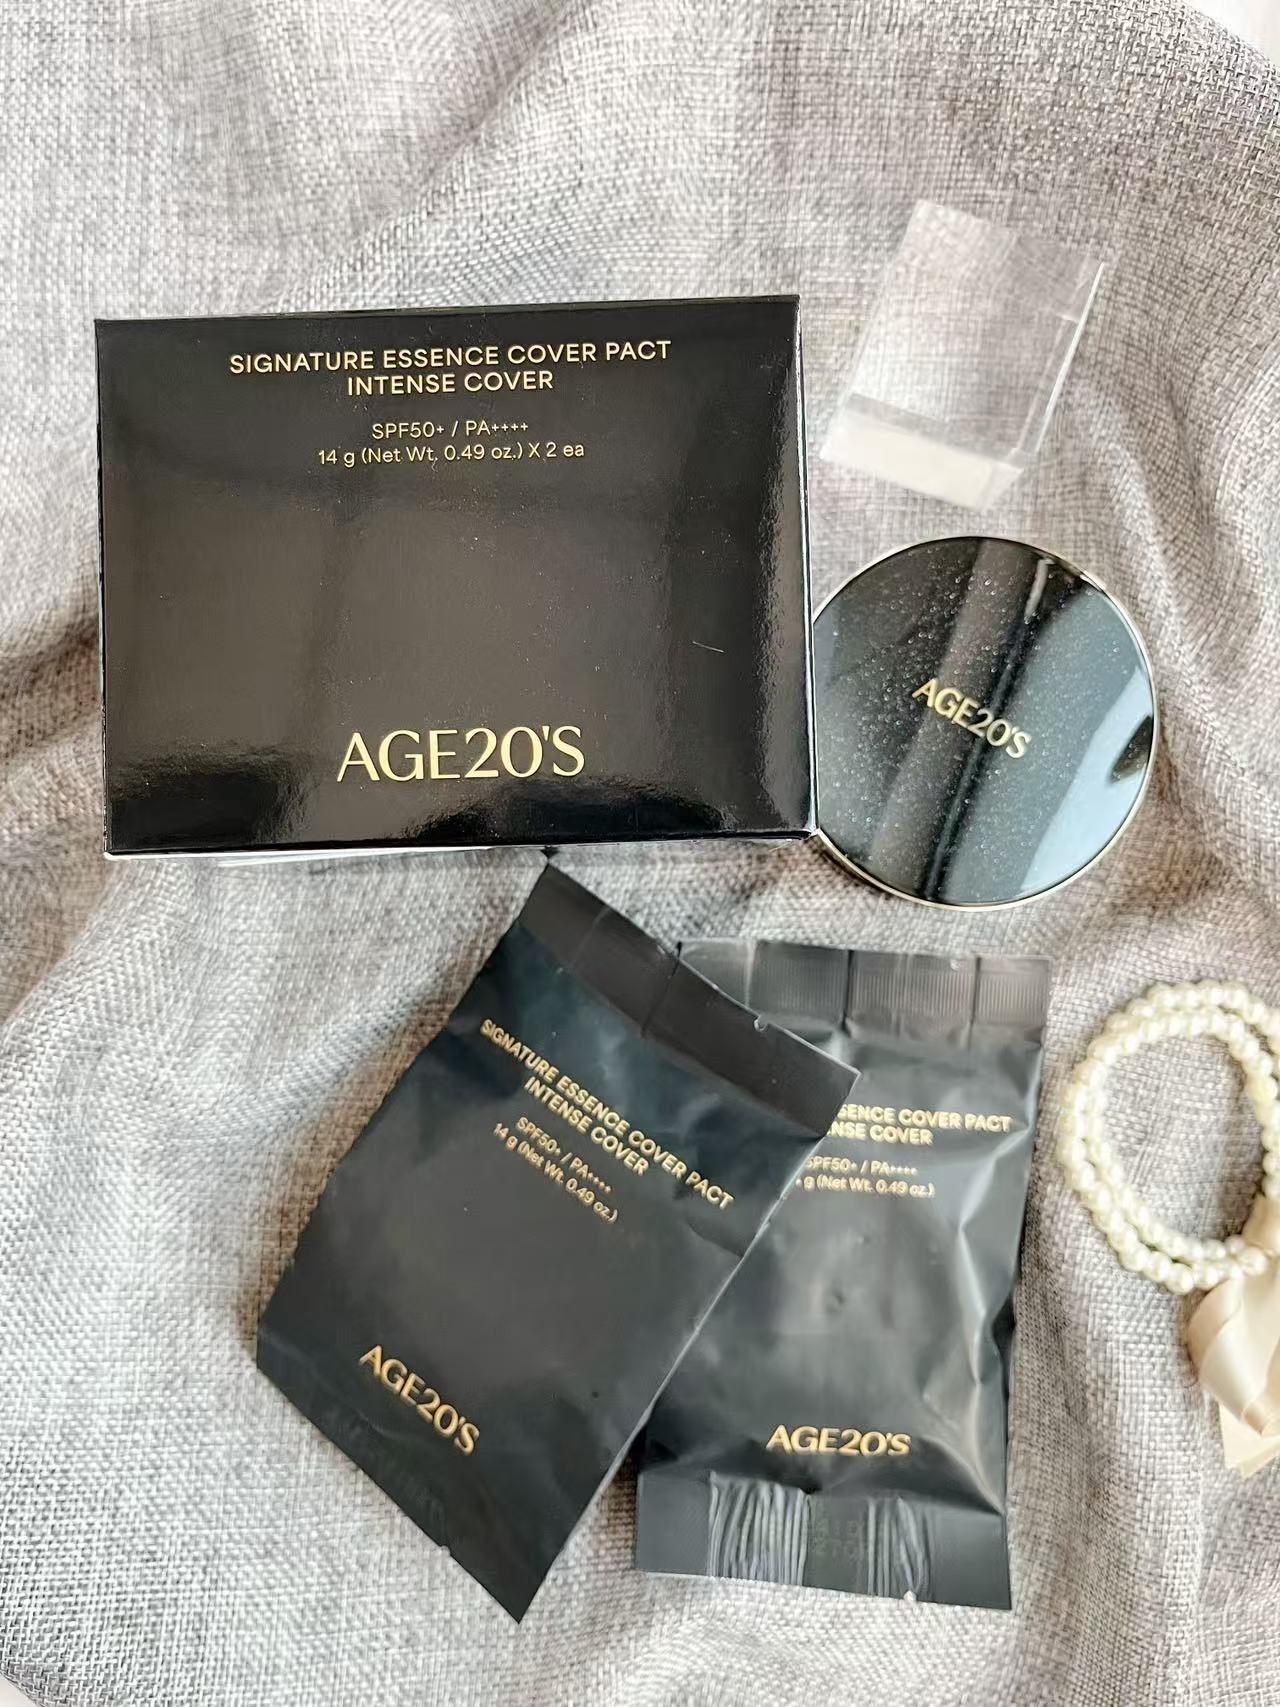 SIGNATURE ESSENCE COVER PACT
INTENSE COVER
SPF50+ / PA++++
14 g (Net Wt. 0.49 oz.) X 2 ea
AGE20'S
AGE20'S
SIGNATURE ESSENCE COVER PACT
INTENSE COVER
SPF50+ / PA++++
14 g (Net Wt. 0.49 oz.)
AGE20'S
COVER PACT
COVER
SPF50+ / PA++++
g (Net Wt. 0.49 oz.)
AGE20'S